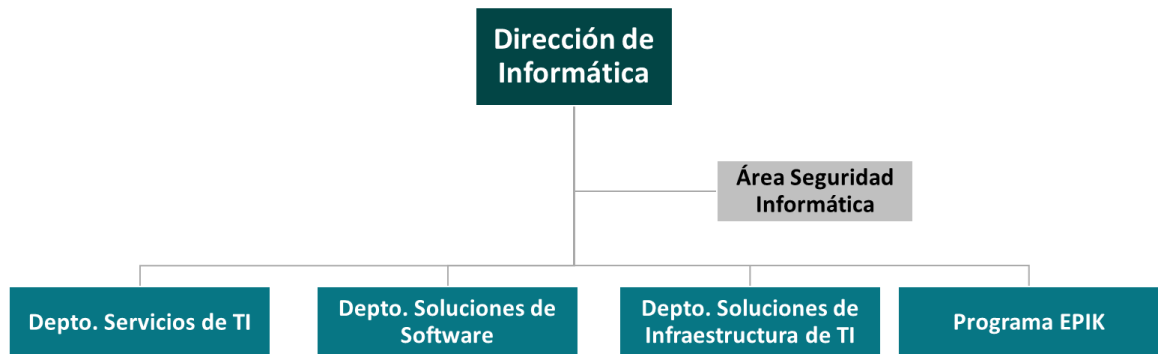 Dirección de
Informática
Área Seguridad
Informática
Depto. Servicios de TI
Depto. Soluciones de
Software
Depto. Soluciones de
Infraestructura de TI
Programa EPIK